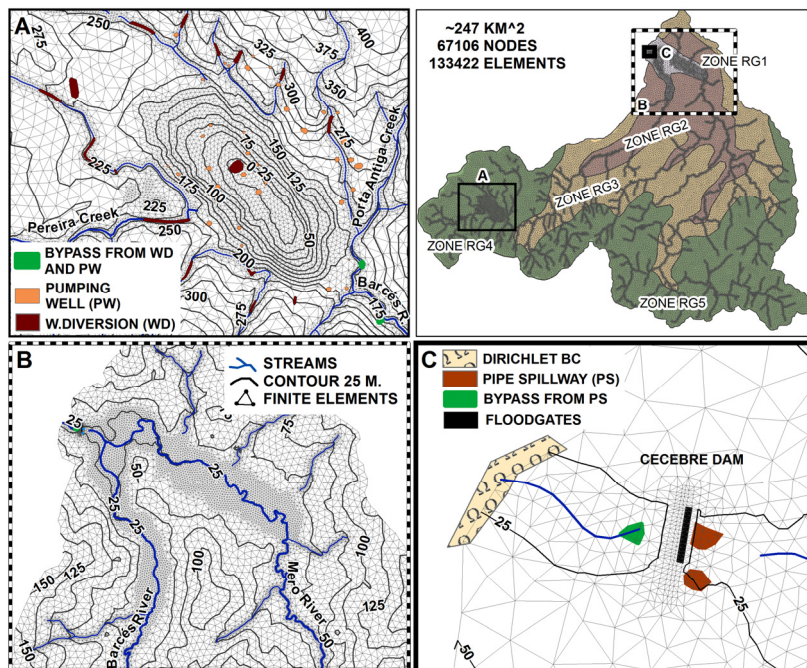 A
275
250
325
375
400
300
350
275
225
75
0
25
150
125
175
100
50
225
250
200
275
300
175
Pereira-Creek
Porta Antiga-Creek
Barcés R.
BYPASS FROM WD
AND PW
PUMPING
WELL (PW)
W.DIVERSION (WD)
~247 KM^2
67106 NODES
133422 ELEMENTS
C
ZONE RG1
B
ZONE RG2
A
ZONE RG3
ZONE RG4
ZONE RG5
B
STREAMS
CONTOUR 25 M.
FINITE ELEMENTS
25
75
50
25
25
100
100
150
125
125
150
50
Barcés River
Mero River
C
DIRICHLET BC
PIPE SPILLWAY (PS)
BYPASS FROM PS
FLOODGATES
CECEBRE DAM
25
25
50